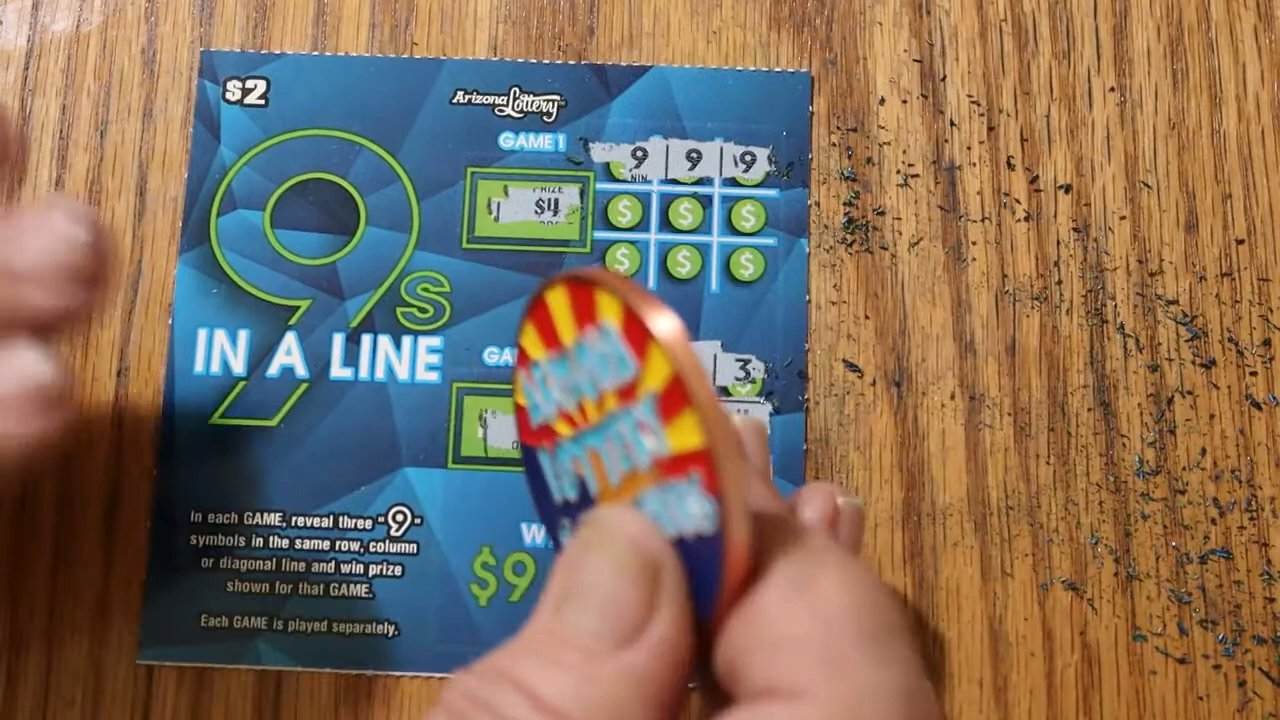 $2
Arizona Lottery
GAME 1
9 9 9
WIN
PRIZE
$4
$ $ $
$ $ $
9s
IN A LINE
GA
3
In each GAME, reveal three "9"
symbols in the same row, column
or diagonal line and win prize
shown for that GAME.
Each GAME is played separately.
W
$9